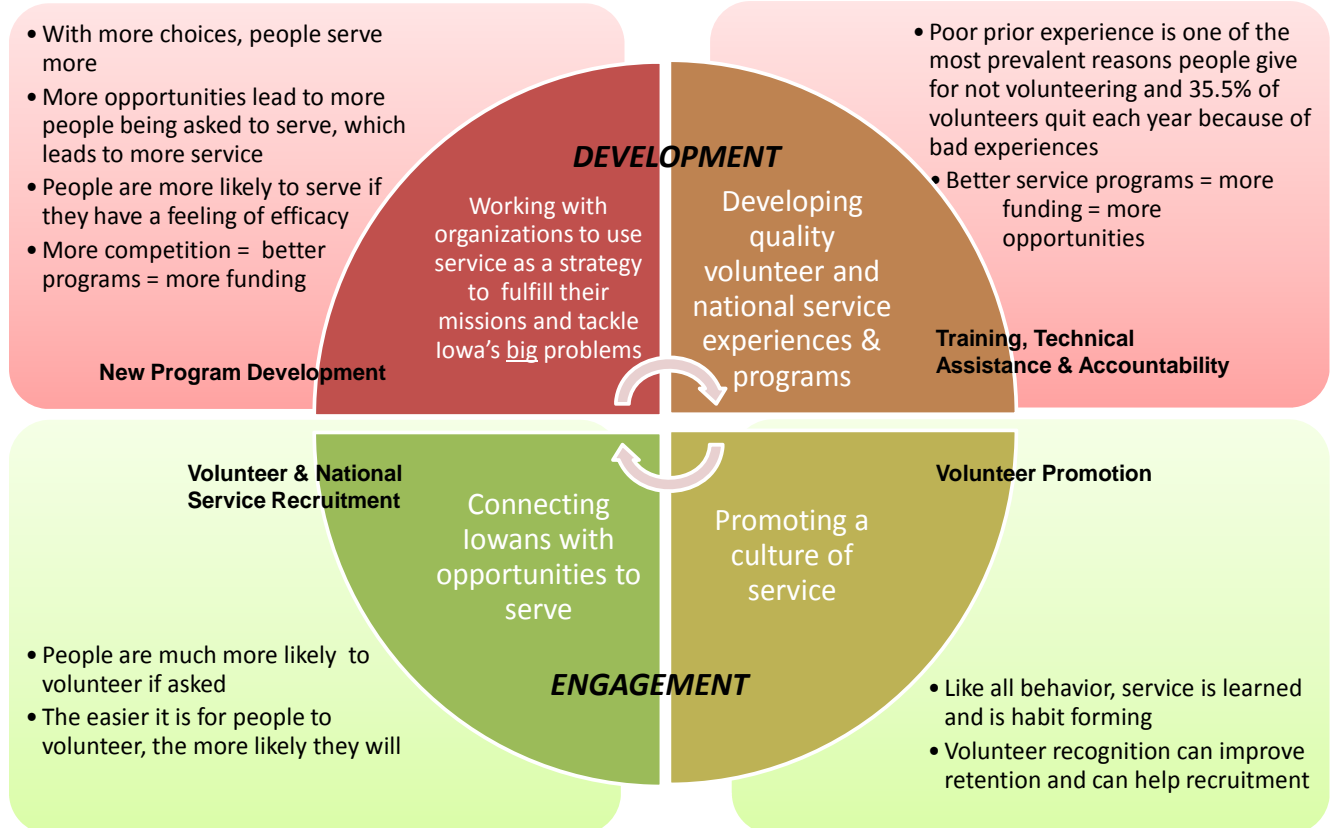 • With more choices, people serve
more
• More opportunities lead to more
people being asked to serve, which
leads to more service
• People are more likely to serve if
they have a feeling of efficacy
• More competition = better
programs = more funding
New Program Development
DEVELOPMENT
Working with
organizations to use
service as a strategy
to fulfill their
missions and tackle
Iowa's big problems
Developing
quality
volunteer and
national service
experiences &
programs
• Poor prior experience is one of the
most prevalent reasons people give
for not volunteering and 35.5% of
volunteers quit each year because of
bad experiences
• Better service programs = more
funding = more
opportunities
Training, Technical
Assistance & Accountability
Volunteer & National
Service Recruitment
Connecting
Iowans with
opportunities to
serve
• People are much more likely to
volunteer if asked
• The easier it is for people to
volunteer, the more likely they will
Promoting a
culture of
service
ENGAGEMENT
Volunteer Promotion
• Like all behavior, service is learned
and is habit forming
• Volunteer recognition can improve
retention and can help recruitment